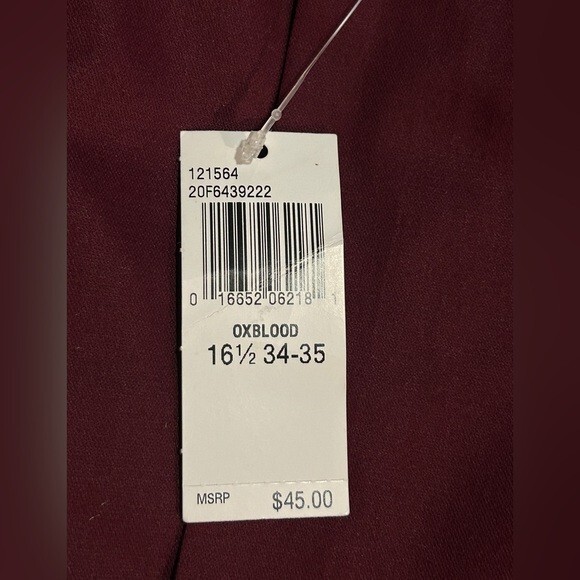 121564
20F6439222
0 16652 06218 1
OXBLOOD
16½ 34-35
MSRP $45.00